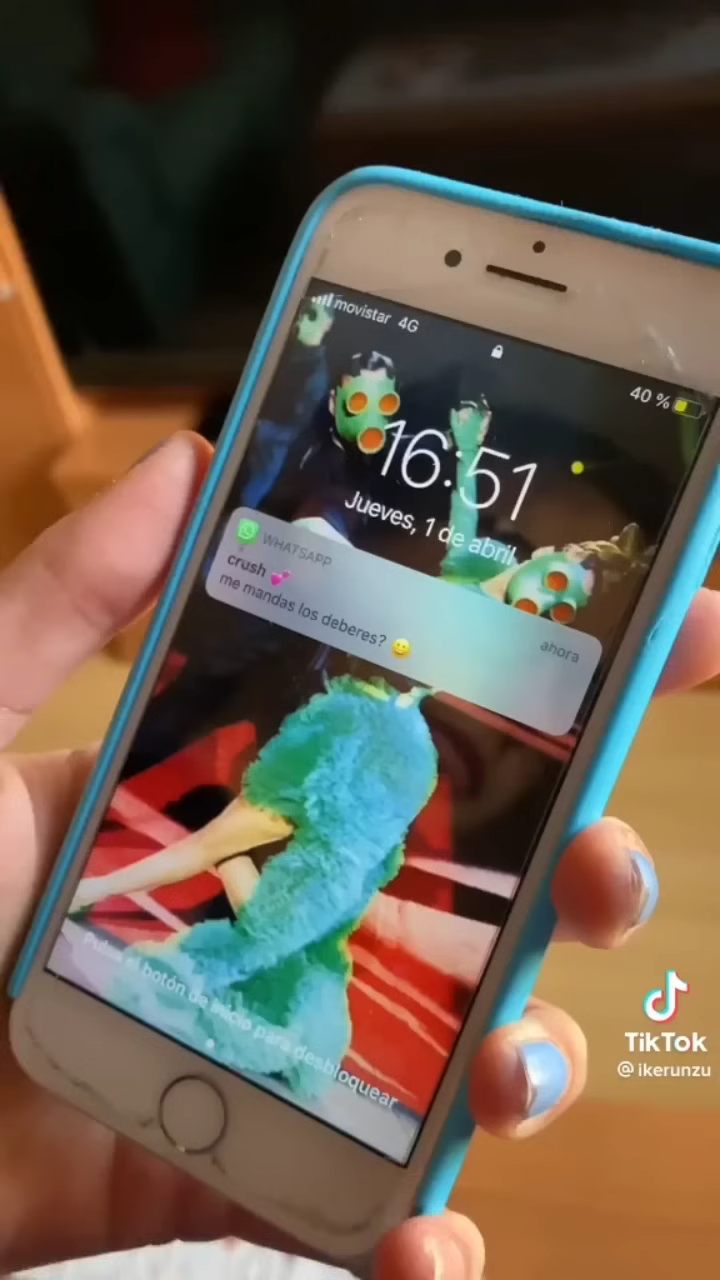 movistar 4G
40 %
16:51
Jueves, 1 de abril
WHATSAPP
ahora
crush 💕
me mandas los deberes? 🙂
Pulsa el botón de inicio para desbloquear
TikTok
@ikerunzu